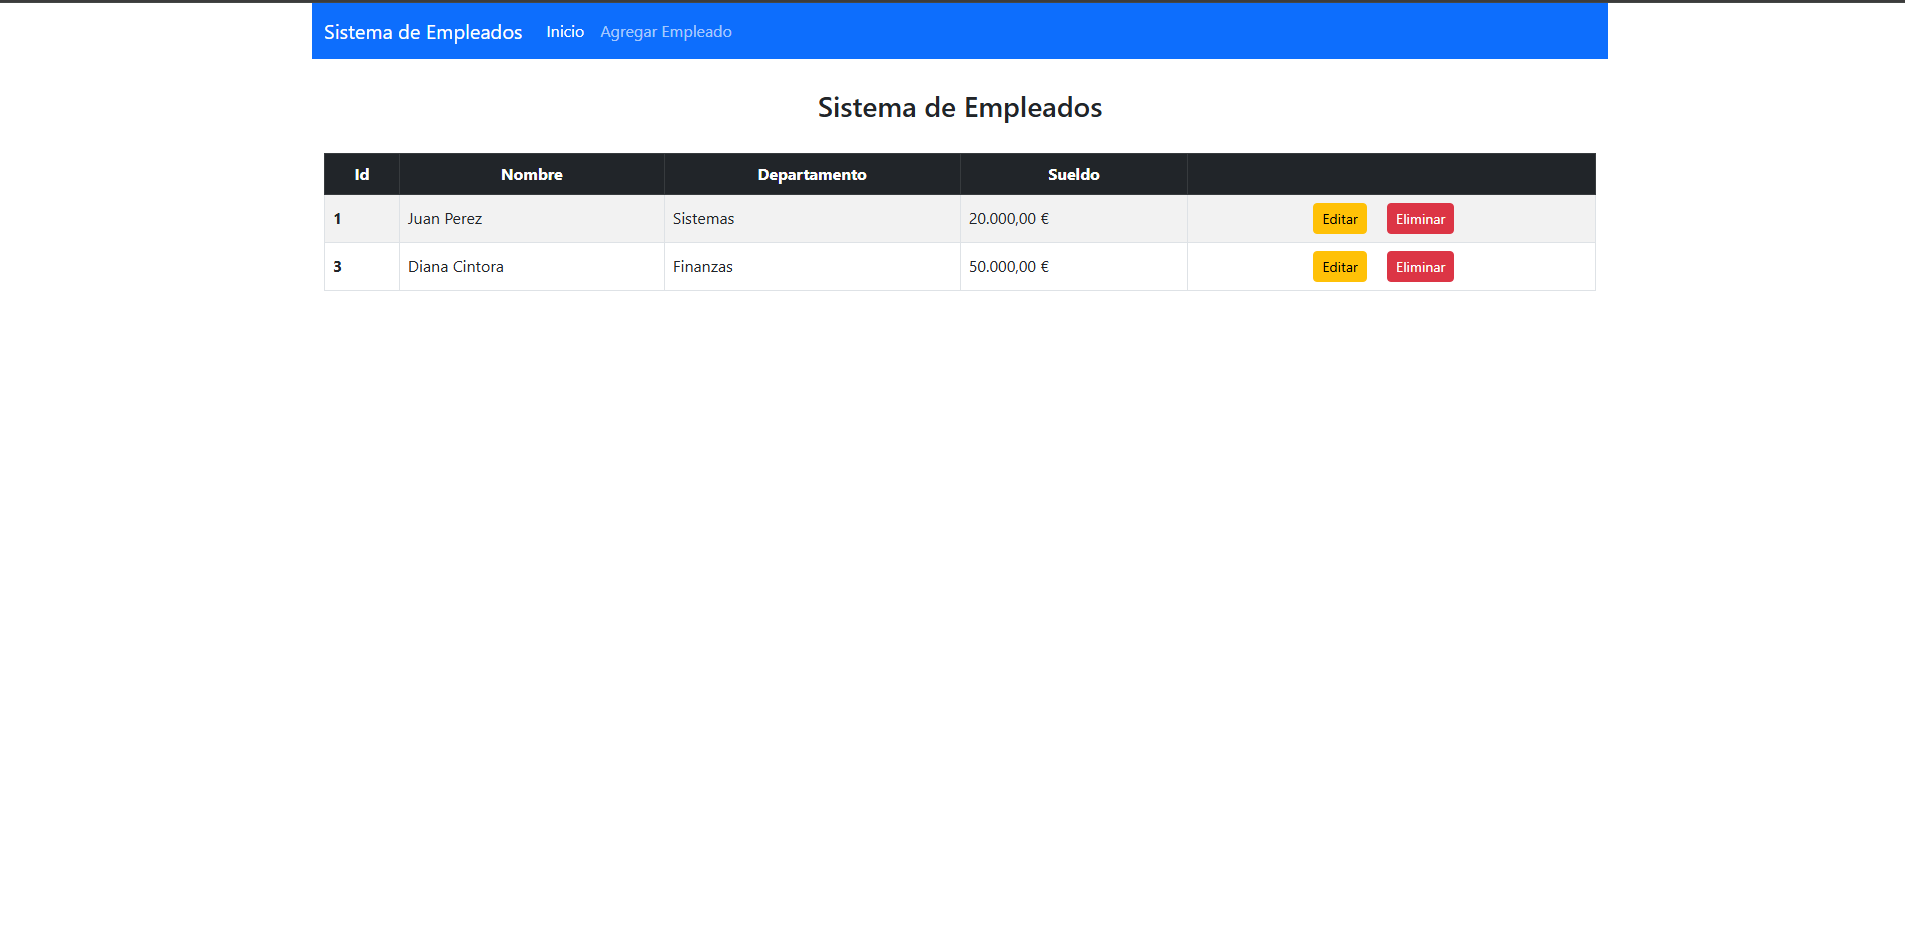 Sistema de Empleados Inicio Agregar Empleado
Sistema de Empleados
Id Nombre Departamento Sueldo
1 Juan Perez Sistemas 20.000,00 € Editar Eliminar
3 Diana Cintora Finanzas 50.000,00 € Editar Eliminar